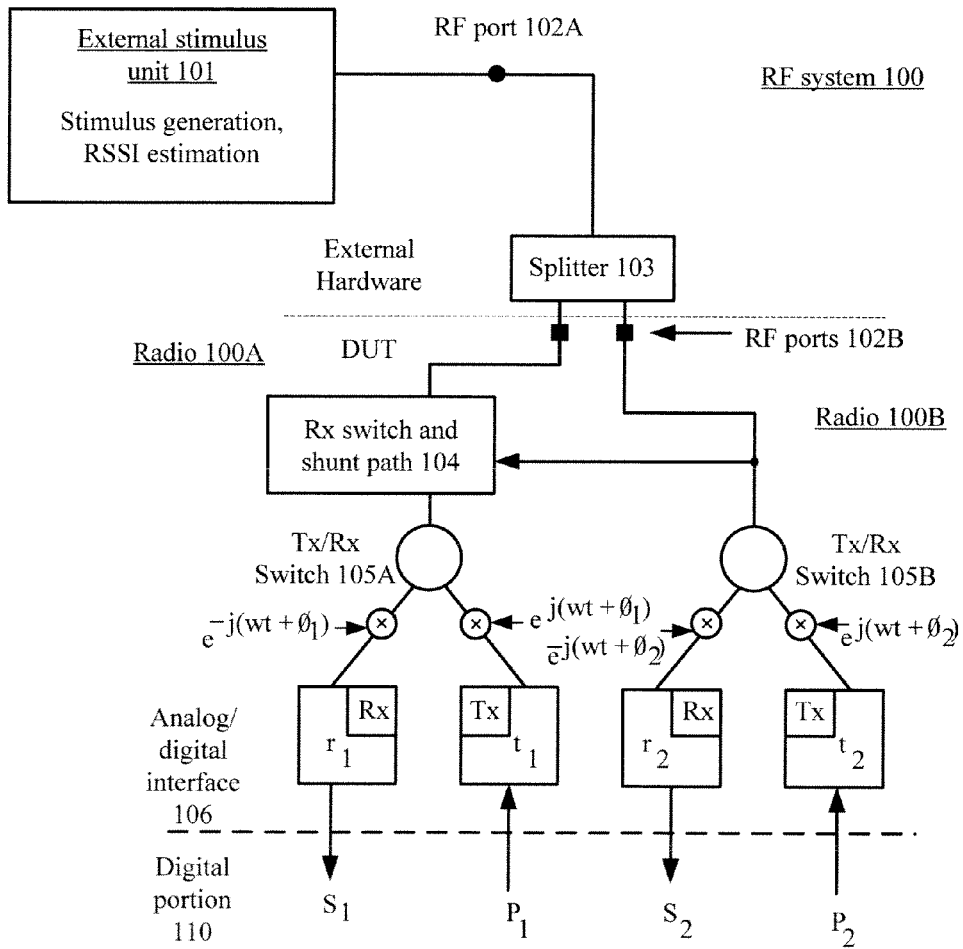 External stimulus
unit 101
Stimulus generation,
RSSI estimation
RF port 102A
RF system 100
External
Hardware
Splitter 103
RF ports 102B
Radio 100A
DUT
Rx switch and
shunt path 104
Radio 100B
Tx/Rx
Switch 105A
Tx/Rx
Switch 105B
e-j(wt + ø1)
e j(wt + ø1)
e-j(wt + ø2)
e j(wt + ø2)
Analog/
digital
interface
106
Rx
r1
Tx
t1
Rx
r2
Tx
t2
Digital
portion
110
S1
P1
S2
P2